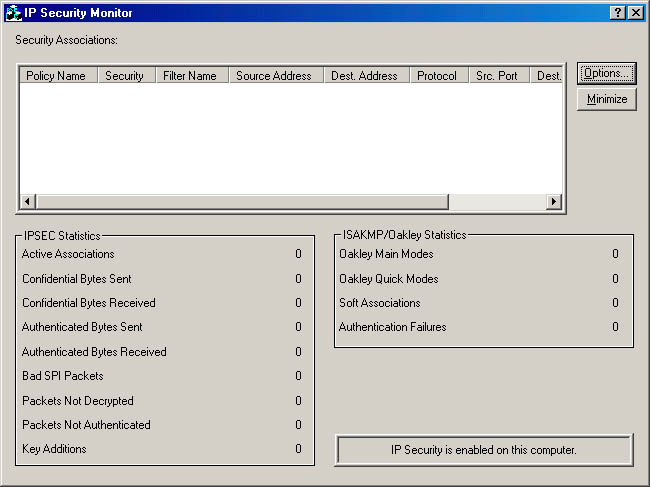 IP Security Monitor
Security Associations:
Policy Name Security Filter Name Source Address Dest. Address Protocol Src. Port Dest.
Options...
Minimize
IPSEC Statistics
Active Associations 0
Confidential Bytes Sent 0
Confidential Bytes Received 0
Authenticated Bytes Sent 0
Authenticated Bytes Received 0
Bad SPI Packets 0
Packets Not Decrypted 0
Packets Not Authenticated 0
Key Additions 0
ISAKMP/Oakley Statistics
Oakley Main Modes 0
Oakley Quick Modes 0
Soft Associations 0
Authentication Failures 0
IP Security is enabled on this computer.